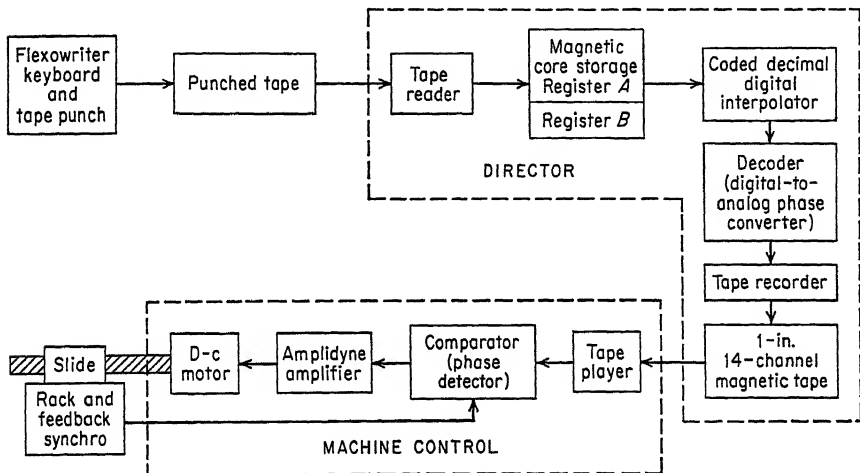 Flexowriter
keyboard
and
tape punch
Punched tape
Tape
reader
Magnetic
core storage
Register A
Register B
Coded decimal
digital
interpolator
DIRECTOR
Decoder
(digital-to-
analog phase
converter)
Tape recorder
1-in.
14-channel
magnetic tape
Tape
player
Comparator
(phase
detector)
Amplidyne
amplifier
D-c
motor
Slide
Rack and
feedback
synchro
MACHINE CONTROL